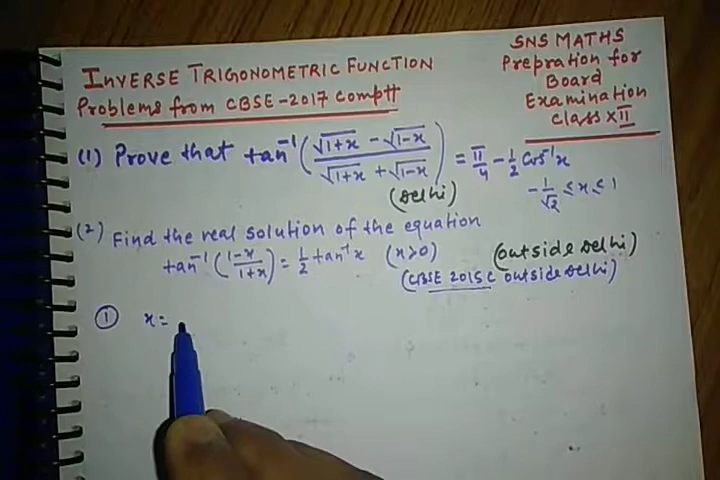 INVERSE TRIGONOMETRIC FUNCTION
Problems from CBSE-2017 comptt
SNS MATHS
Prepration for
Board
Examination
Class XII
(1) Prove that tan⁻¹ ( (√1+x − √1−x) / (√1+x + √1−x) ) = π/4 − 1/2 Cos⁻¹x
(Delhi)
−1/√2 ≤ x ≤ 1
(2) Find the real solution of the equation
tan⁻¹ ( (1−x)/(1+x) ) = 1/2 tan⁻¹ x (x>0) (outside Delhi)
(CBSE 2015 C outside Delhi)
① x =